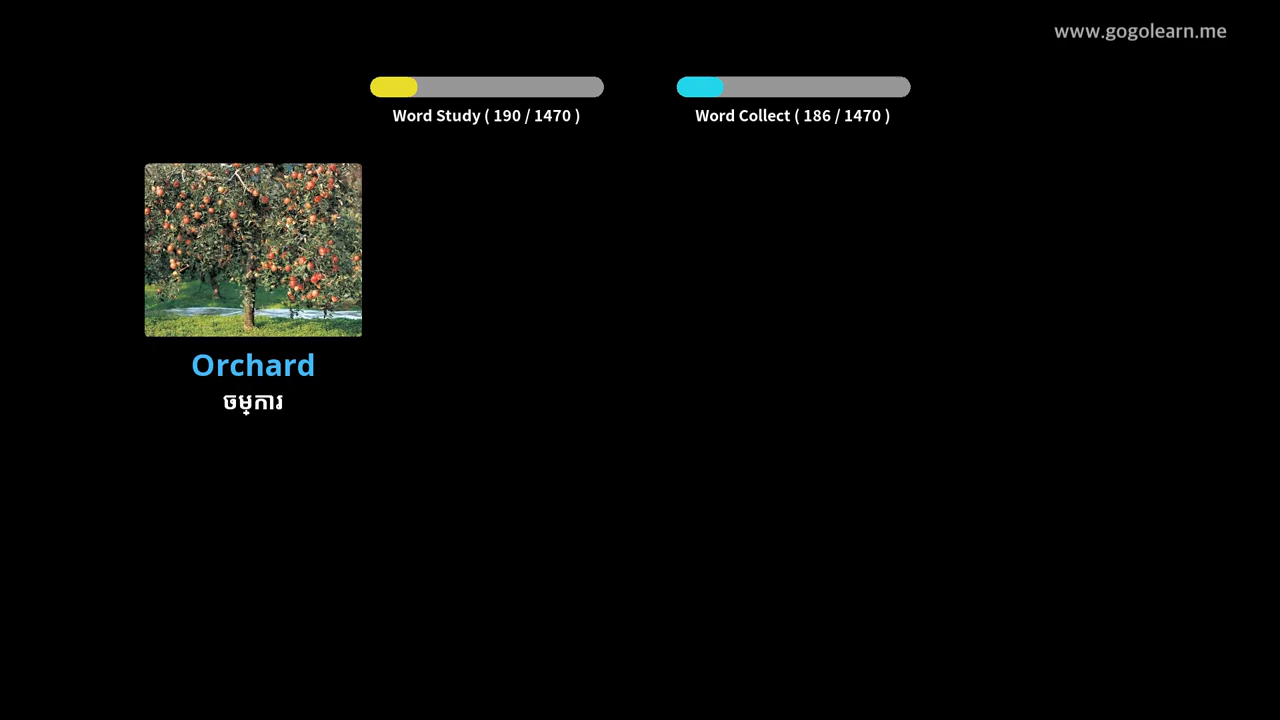 www.gogolearn.me
Word Study ( 190 / 1470 )
Word Collect ( 186 / 1470 )
Orchard
ចម្ការ